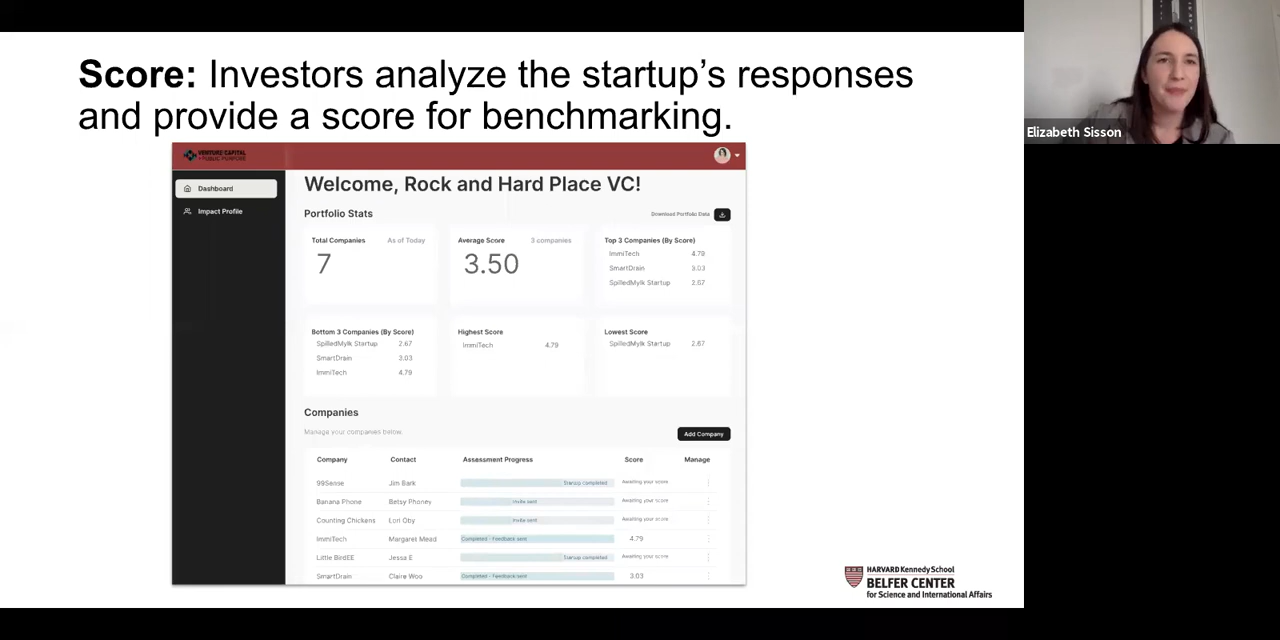 Score: Investors analyze the startup’s responses
and provide a score for benchmarking.
VENTURE CAPITAL
PUBLIC PURPOSE
Dashboard
Impact Profile
Welcome, Rock and Hard Place VC!
Portfolio Stats
Download Portfolio Data
Total Companies As of Today
7
Average Score 3 companies
3.50
Top 3 Companies (By Score)
ImmiTech 4.79
SmartDrain 3.03
SpilledMylk Startup 2.67
Bottom 3 Companies (By Score)
SpilledMylk Startup 2.67
SmartDrain 3.03
ImmiTech 4.79
Highest Score
ImmiTech 4.79
Lowest Score
SpilledMylk Startup 2.67
Companies
Manage your companies below.
Add Company
Company Contact Assessment Progress Score Manage
99Sense Jim Bark Startup completed Awaiting your score
Banana Phone Betsy Phoney Invite sent Awaiting your score
Counting Chickens Lori Oby Invite sent Awaiting your score
ImmiTech Margaret Mead Completed - Feedback sent 4.79
Little BirdEE Jessa E Startup completed Awaiting your score
SmartDrain Claire Woo Completed - Feedback sent 3.03
HARVARD Kennedy School
BELFER CENTER
for Science and International Affairs
Elizabeth Sisson